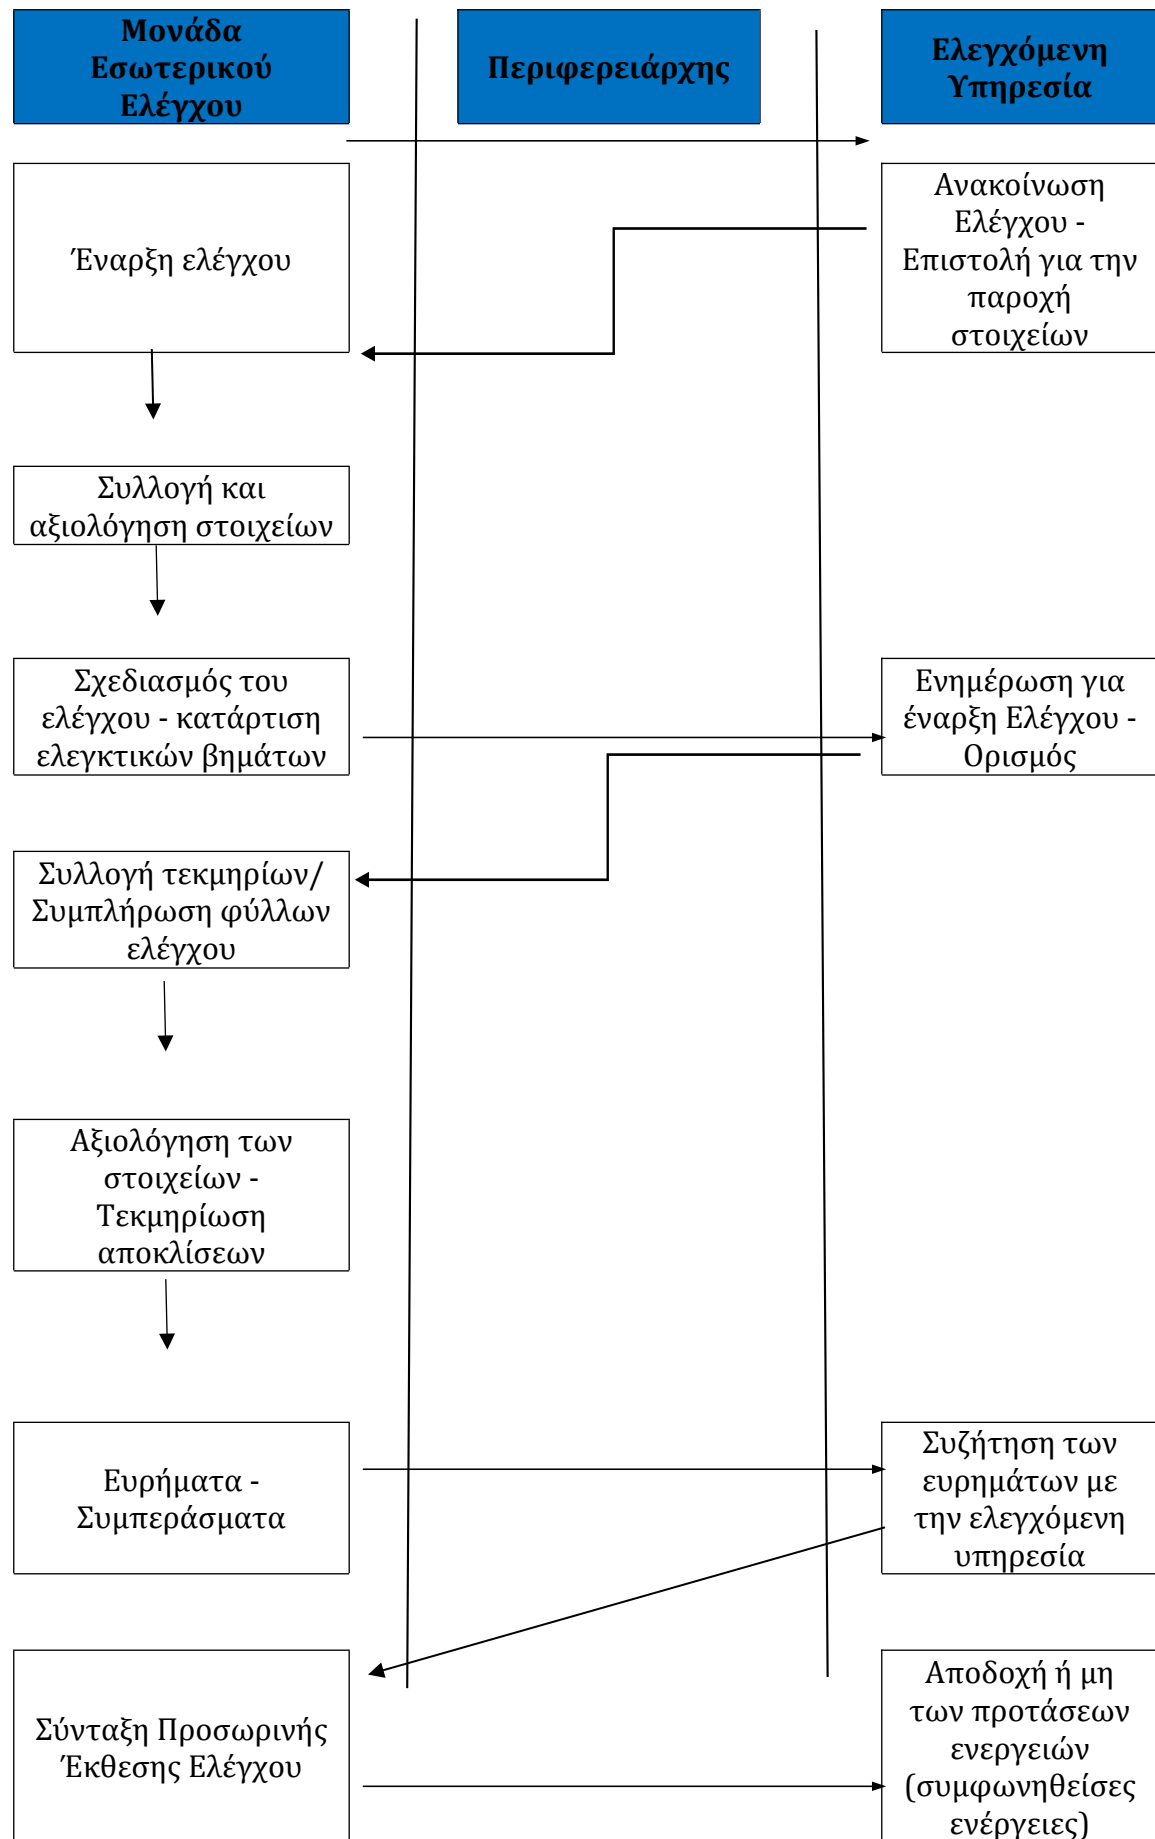 Μονάδα
Εσωτερικού
Ελέγχου
Περιφερειάρχης
Ελεγχόμενη
Υπηρεσία
Έναρξη ελέγχου
Ανακοίνωση
Ελέγχου -
Επιστολή για την
παροχή
στοιχείων
Συλλογή και
αξιολόγηση στοιχείων
Σχεδιασμός του
ελέγχου - κατάρτιση
ελεγκτικών βημάτων
Ενημέρωση για
έναρξη Ελέγχου -
Ορισμός
Συλλογή τεκμηρίων/
Συμπλήρωση φύλλων
ελέγχου
Αξιολόγηση των
στοιχείων -
Τεκμηρίωση
αποκλίσεων
Ευρήματα -
Συμπεράσματα
Συζήτηση των
ευρημάτων με
την ελεγχόμενη
υπηρεσία
Σύνταξη Προσωρινής
Έκθεσης Ελέγχου
Αποδοχή ή μη
των προτάσεων
ενεργειών
(συμφωνηθείσες
ενέργειες)